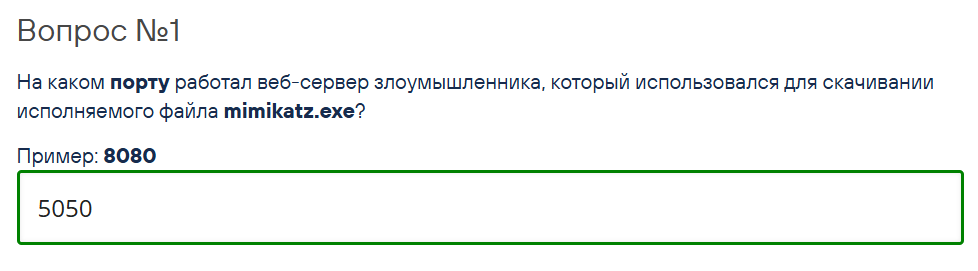 Вопрос №1
На каком порту работал веб-сервер злоумышленника, который использовался для скачивании
исполняемого файла mimikatz.exe?
Пример: 8080
5050